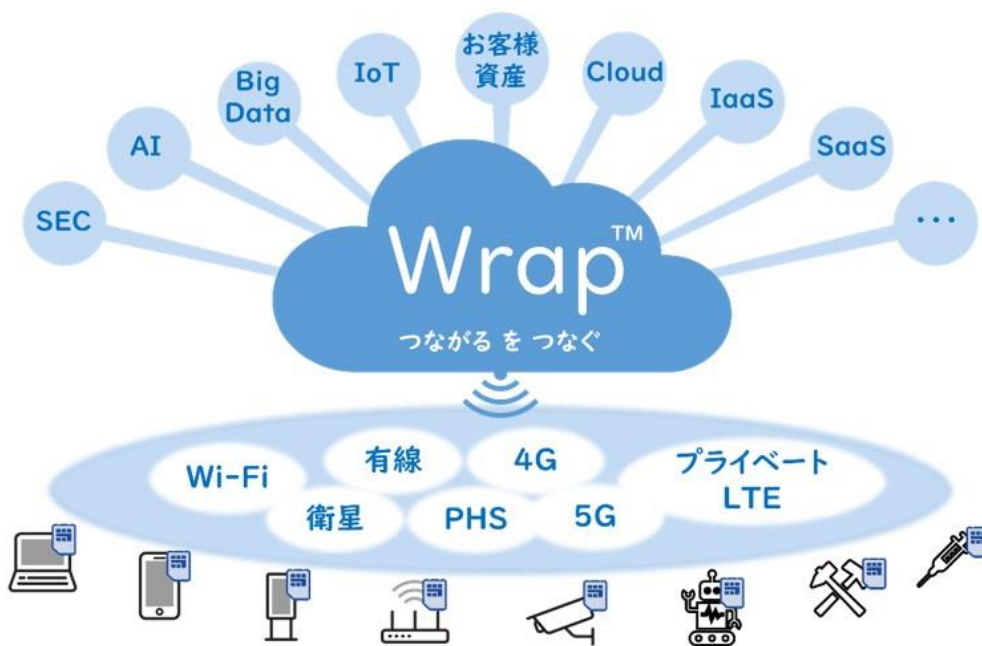 SEC
AI
Big
Data
IoT
お客様
資産
Cloud
IaaS
SaaS
・・・
Wrap™
つながる を つなぐ
Wi-Fi
有線
4G
プライベート
LTE
衛星
PHS
5G